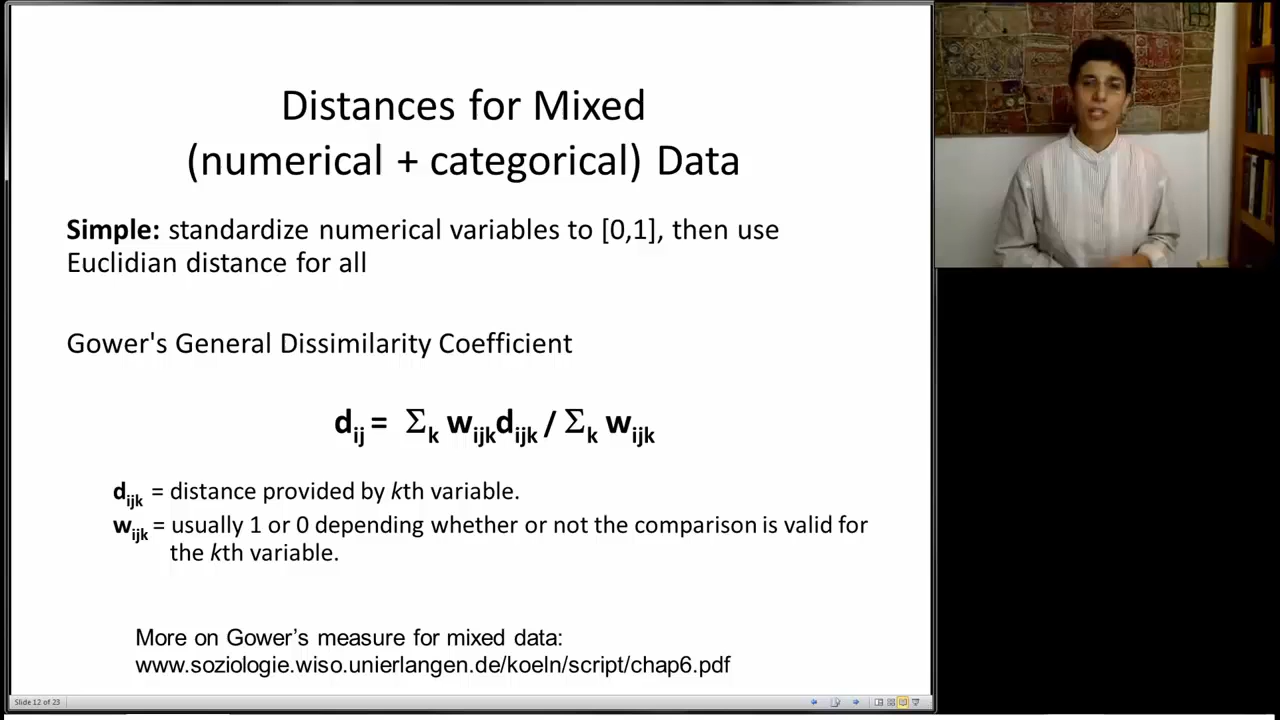 Distances for Mixed
(numerical + categorical) Data
Simple: standardize numerical variables to [0,1], then use
Euclidian distance for all
Gower's General Dissimilarity Coefficient
dij = Σk wijkdijk / Σk wijk
dijk = distance provided by kth variable.
wijk = usually 1 or 0 depending whether or not the comparison is valid for
the kth variable.
More on Gower’s measure for mixed data:
www.soziologie.wiso.unierlangen.de/koeln/script/chap6.pdf
Slide 12 of 23